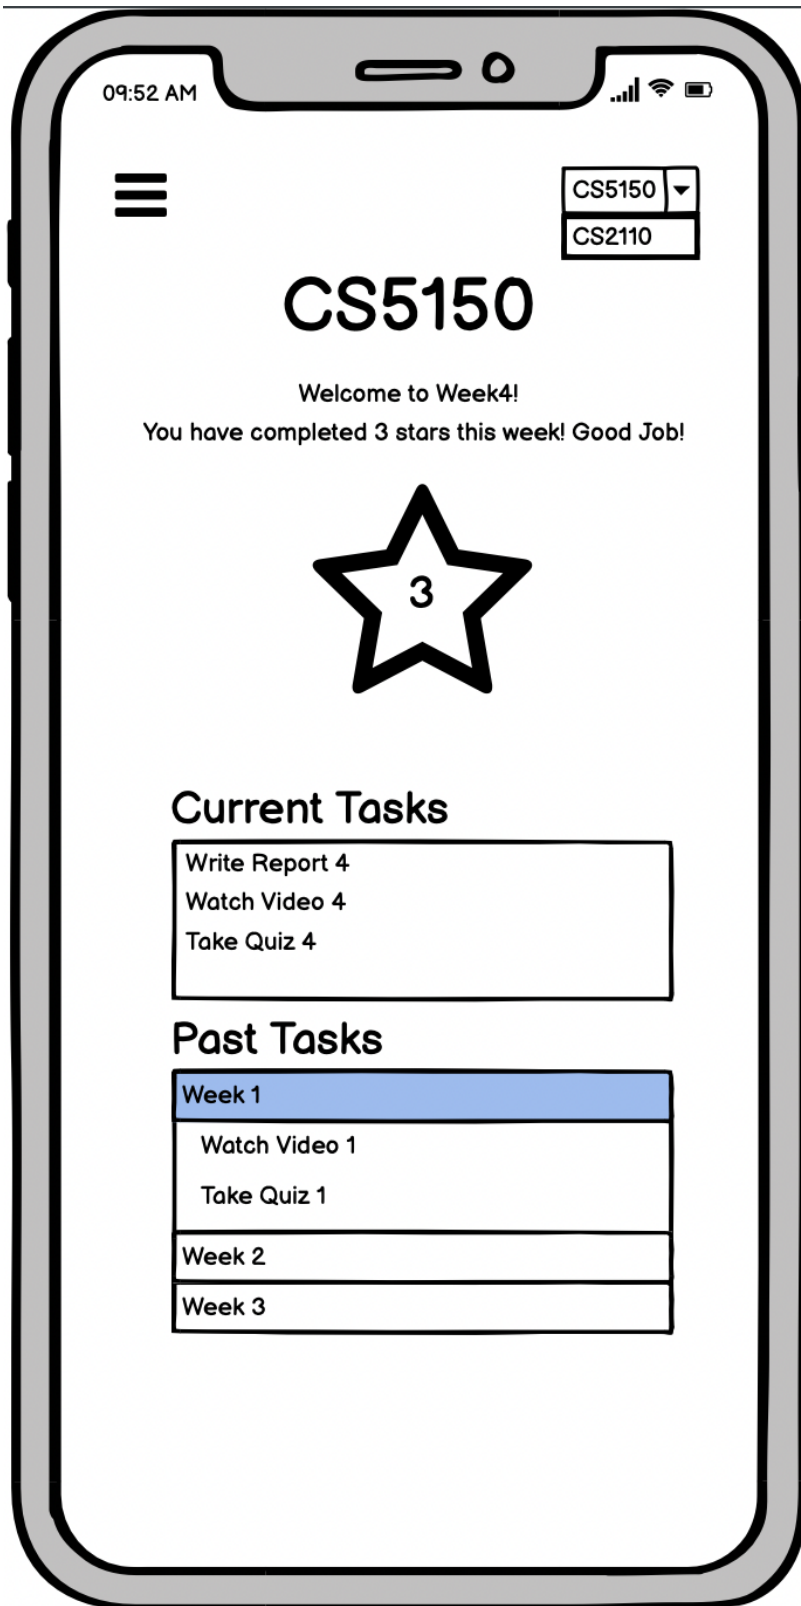 09:52 AM
CS5150
CS2110
CS5150
Welcome to Week4!
You have completed 3 stars this week! Good Job!
3
Current Tasks
Write Report 4
Watch Video 4
Take Quiz 4
Past Tasks
Week 1
Watch Video 1
Take Quiz 1
Week 2
Week 3